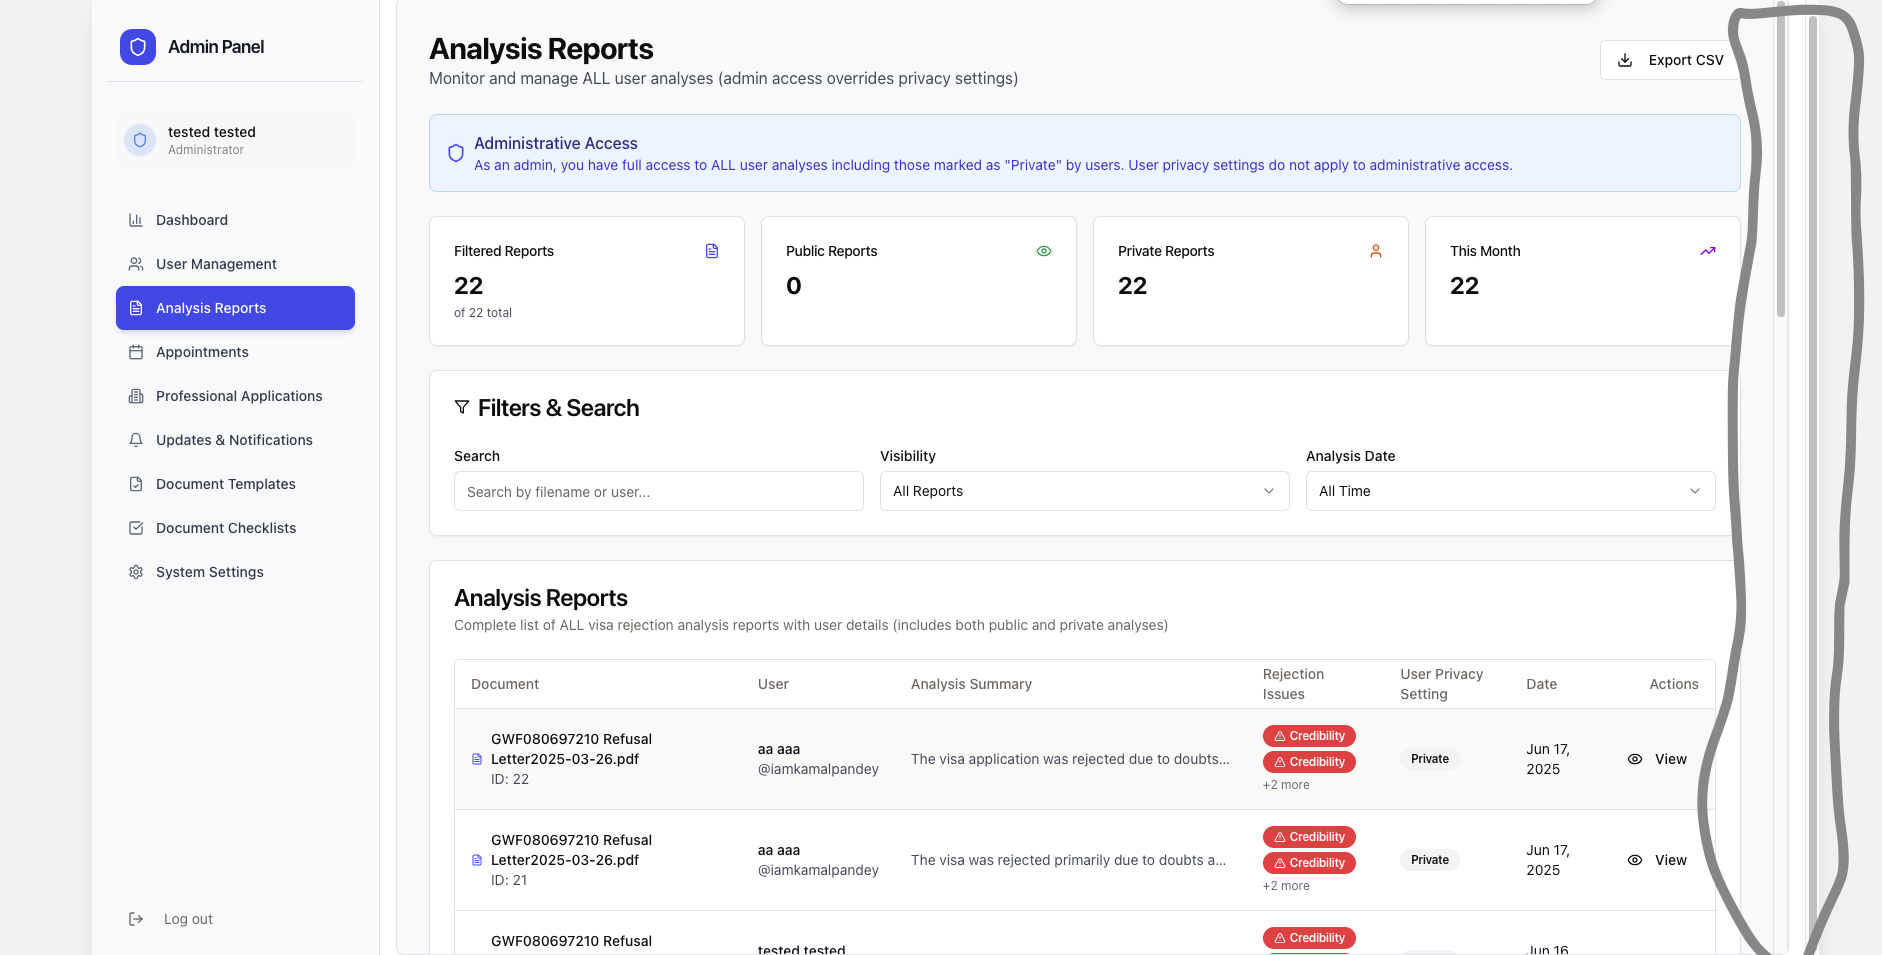 Admin Panel
tested tested
Administrator
Dashboard
User Management
Analysis Reports
Appointments
Professional Applications
Updates & Notifications
Document Templates
Document Checklists
System Settings
Log out
Analysis Reports
Monitor and manage ALL user analyses (admin access overrides privacy settings)
Export CSV
Administrative Access
As an admin, you have full access to ALL user analyses including those marked as "Private" by users. User privacy settings do not apply to administrative access.
Filtered Reports
22
of 22 total
Public Reports
0
Private Reports
22
This Month
22
Filters & Search
Search
Search by filename or user...
Visibility
All Reports
Analysis Date
All Time
Analysis Reports
Complete list of ALL visa rejection analysis reports with user details (includes both public and private analyses)
Document
User
Analysis Summary
Rejection
Issues
User Privacy
Setting
Date
Actions
GWF080697210 Refusal
Letter2025-03-26.pdf
ID: 22
aa aaa
@iamkamalpandey
The visa application was rejected due to doubts...
Credibility
Credibility
+2 more
Private
Jun 17,
2025
View
GWF080697210 Refusal
Letter2025-03-26.pdf
ID: 21
aa aaa
@iamkamalpandey
The visa was rejected primarily due to doubts a...
Credibility
Credibility
+2 more
Private
Jun 17,
2025
View
GWF080697210 Refusal
tested tested
Credibility
Jun 16,